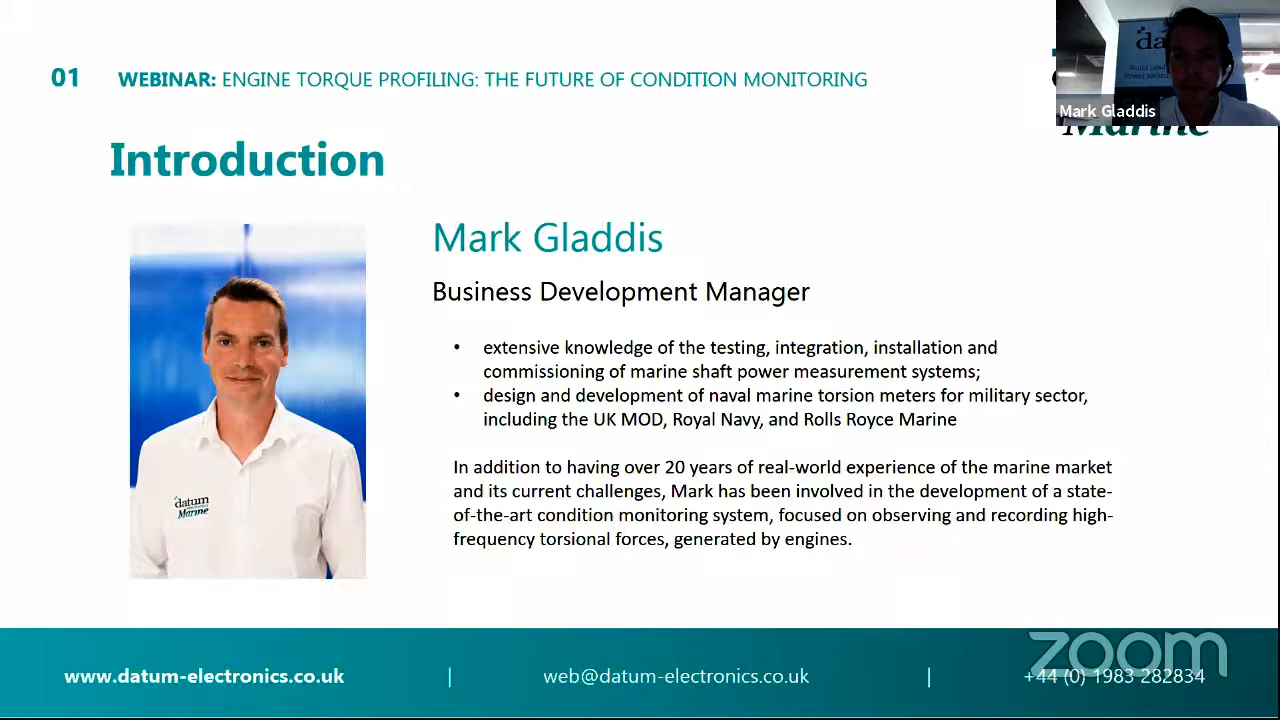 01 WEBINAR: ENGINE TORQUE PROFILING: THE FUTURE OF CONDITION MONITORING
Mark Gladdis
Marine
Introduction
Mark Gladdis
Business Development Manager
• extensive knowledge of the testing, integration, installation and
commissioning of marine shaft power measurement systems;
• design and development of naval marine torsion meters for military sector,
including the UK MOD, Royal Navy, and Rolls Royce Marine
In addition to having over 20 years of real-world experience of the marine market
and its current challenges, Mark has been involved in the development of a state-
of-the-art condition monitoring system, focused on observing and recording high-
frequency torsional forces, generated by engines.
datum
Marine
zoom
www.datum-electronics.co.uk | web@datum-electronics.co.uk | +44 (0) 1983 282834